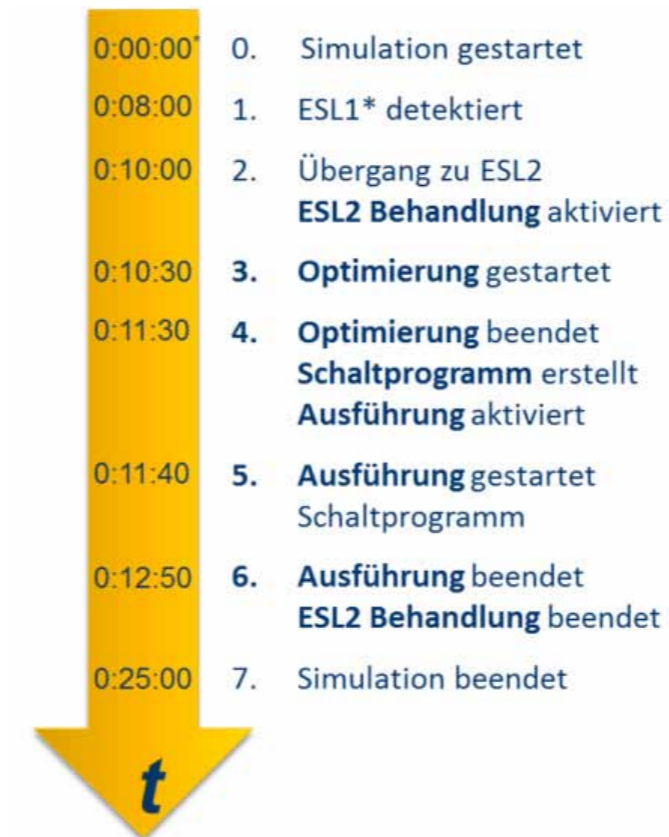 0:00:00* 0. Simulation gestartet
0:08:00 1. ESL1* detektiert
0:10:00 2. Übergang zu ESL2
ESL2 Behandlung aktiviert
0:10:30 3. Optimierung gestartet
0:11:30 4. Optimierung beendet
Schaltprogramm erstellt
Ausführung aktiviert
0:11:40 5. Ausführung gestartet
Schaltprogramm
0:12:50 6. Ausführung beendet
ESL2 Behandlung beendet
0:25:00 7. Simulation beendet
t